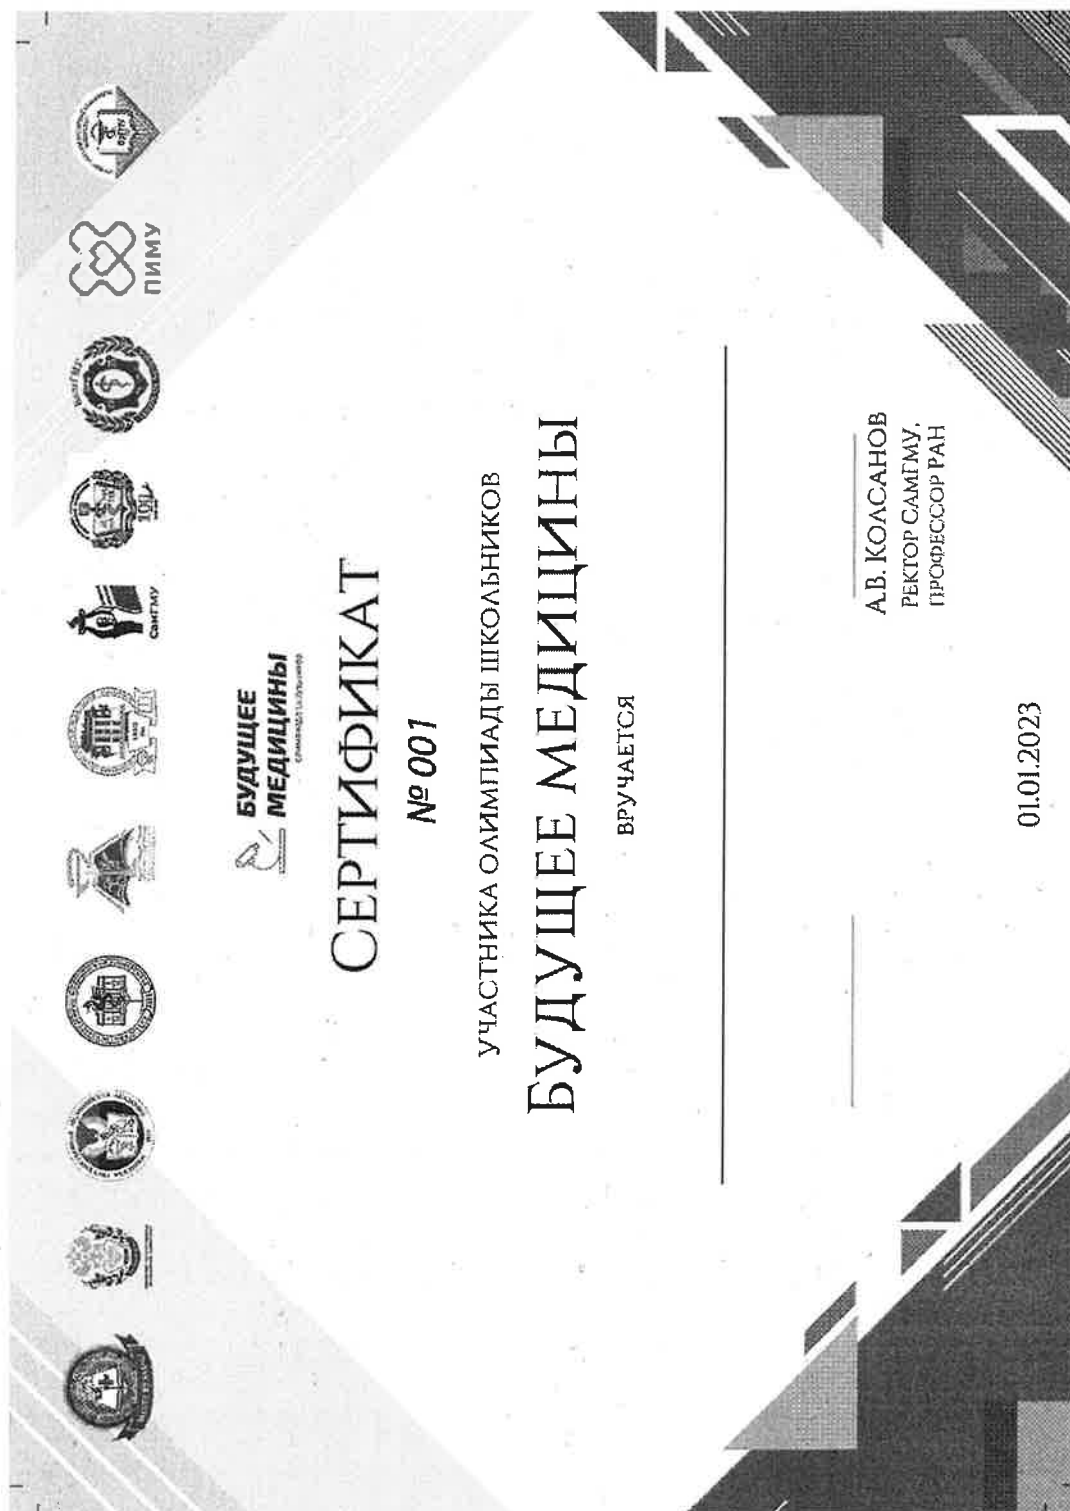 ПИМУ
100
СамГМУ
БУДУЩЕЕ
МЕДИЦИНЫ
СЕРТИФИКАТ
№ 001
УЧАСТНИКА ОЛИМПИАДЫ ШКОЛЬНИКОВ
БУДУЩЕЕ МЕДИЦИНЫ
ВРУЧАЕТСЯ
А.В. КОЛСАНОВ
РЕКТОР САМГМУ,
ПРОФЕССОР РАН
01.01.2023